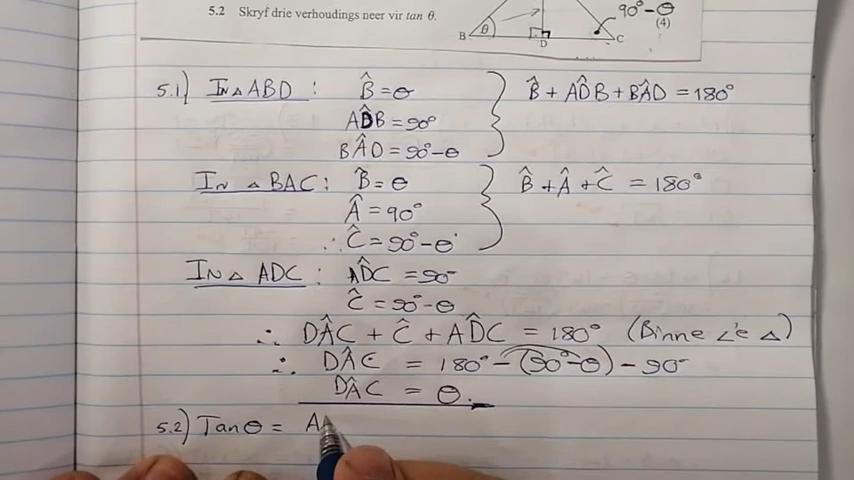 5.2 Skryf drie verhoudings neer vir tan θ.
90°-θ
(4)
B θ D C
5.1) In △ ABD : B̂ = θ B̂ + AD̂B + BÂD = 180°
AD̂B = 90°
BÂD = 90°-θ
In △ BAC : B̂ = θ B̂ + Â + Ĉ = 180°
Â = 90°
∴ Ĉ = 90°-θ
In △ ADC : AD̂C = 90°
Ĉ = 90°-θ
∴ DÂC + Ĉ + AD̂C = 180° (Binne ∠'e △)
∴ DÂC = 180° - (90°-θ) - 90°
DÂC = θ.
5.2) Tan θ = A